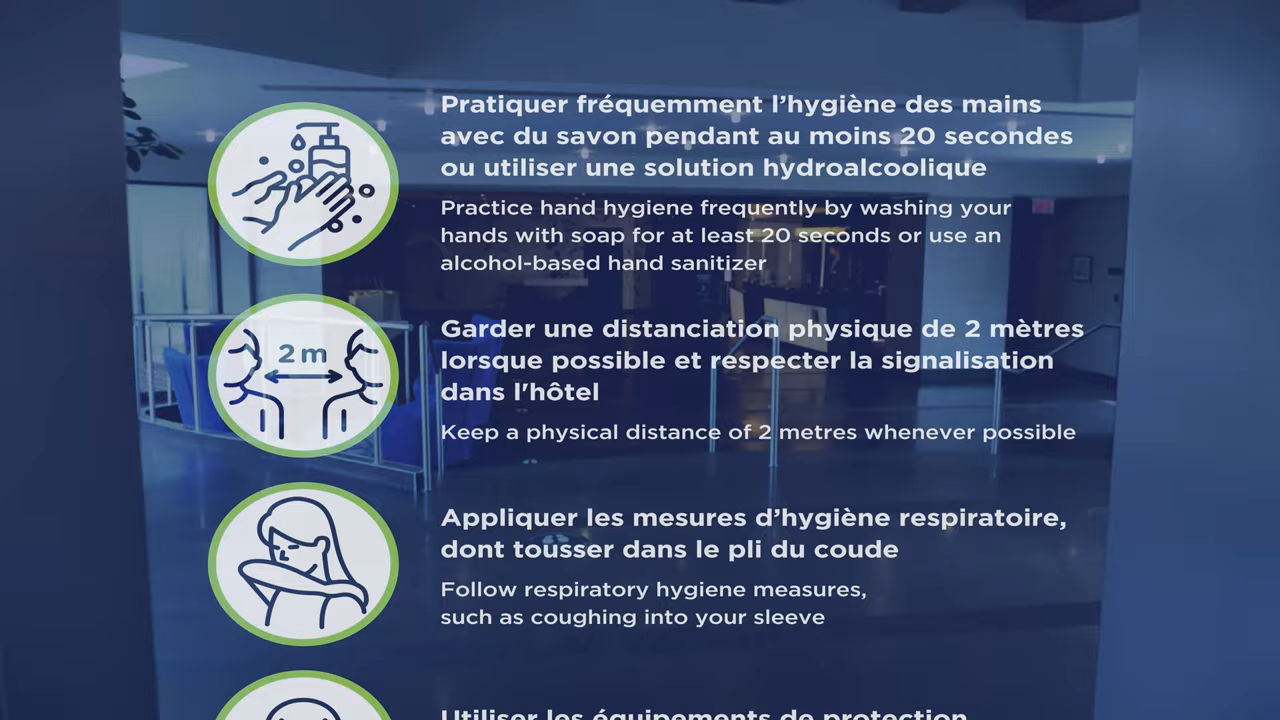 Pratiquer fréquemment l’hygiène des mains
avec du savon pendant au moins 20 secondes
ou utiliser une solution hydroalcoolique
Practice hand hygiene frequently by washing your
hands with soap for at least 20 seconds or use an
alcohol-based hand sanitizer
2 m
Garder une distanciation physique de 2 mètres
lorsque possible et respecter la signalisation
dans l'hôtel
Keep a physical distance of 2 metres whenever possible
Appliquer les mesures d’hygiène respiratoire,
dont tousser dans le pli du coude
Follow respiratory hygiene measures,
such as coughing into your sleeve
Utiliser les équipements de protection